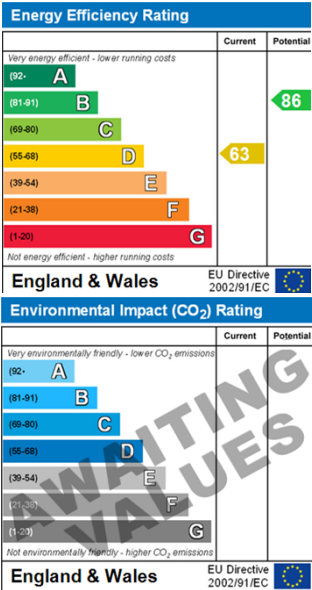 Energy Efficiency Rating
Current Potential
Very energy efficient - lower running costs
(92- A
(81-91) B
86
(69-80) C
(55-68) D
63
(39-54) E
(21-38) F
(1-20) G
Not energy efficient - higher running costs
England & Wales
EU Directive
2002/91/EC
Environmental Impact (CO2) Rating
Current Potential
Very environmentally friendly - lower CO2 emissions
(92- A
(81-91) B
(69-80) C
(55-68) D
(39-54) E
(21-38) F
(1-20) G
AWAITING
VALUES
Not environmentally friendly - higher CO2 emissions
England & Wales
EU Directive
2002/91/EC